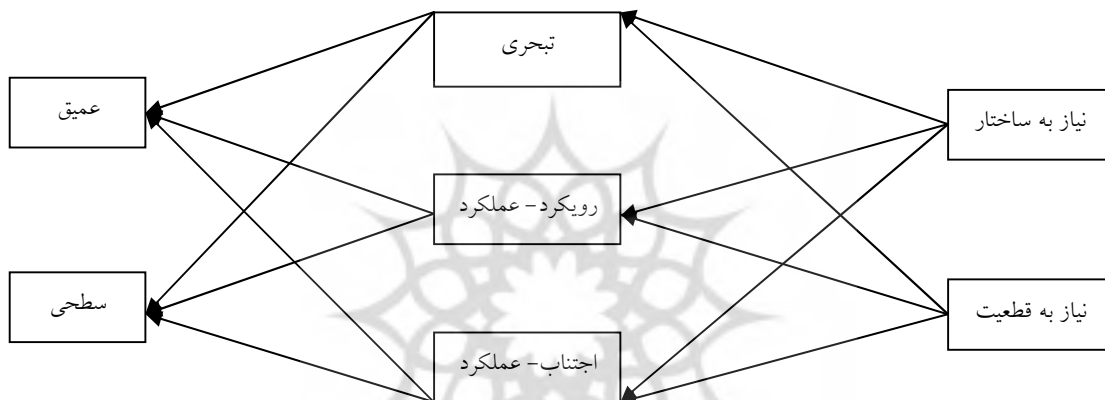 تبحری
عمیق
نیاز به ساختار
رویکرد- عملکرد
سطحی
نیاز به قطعیت
اجتناب- عملکرد